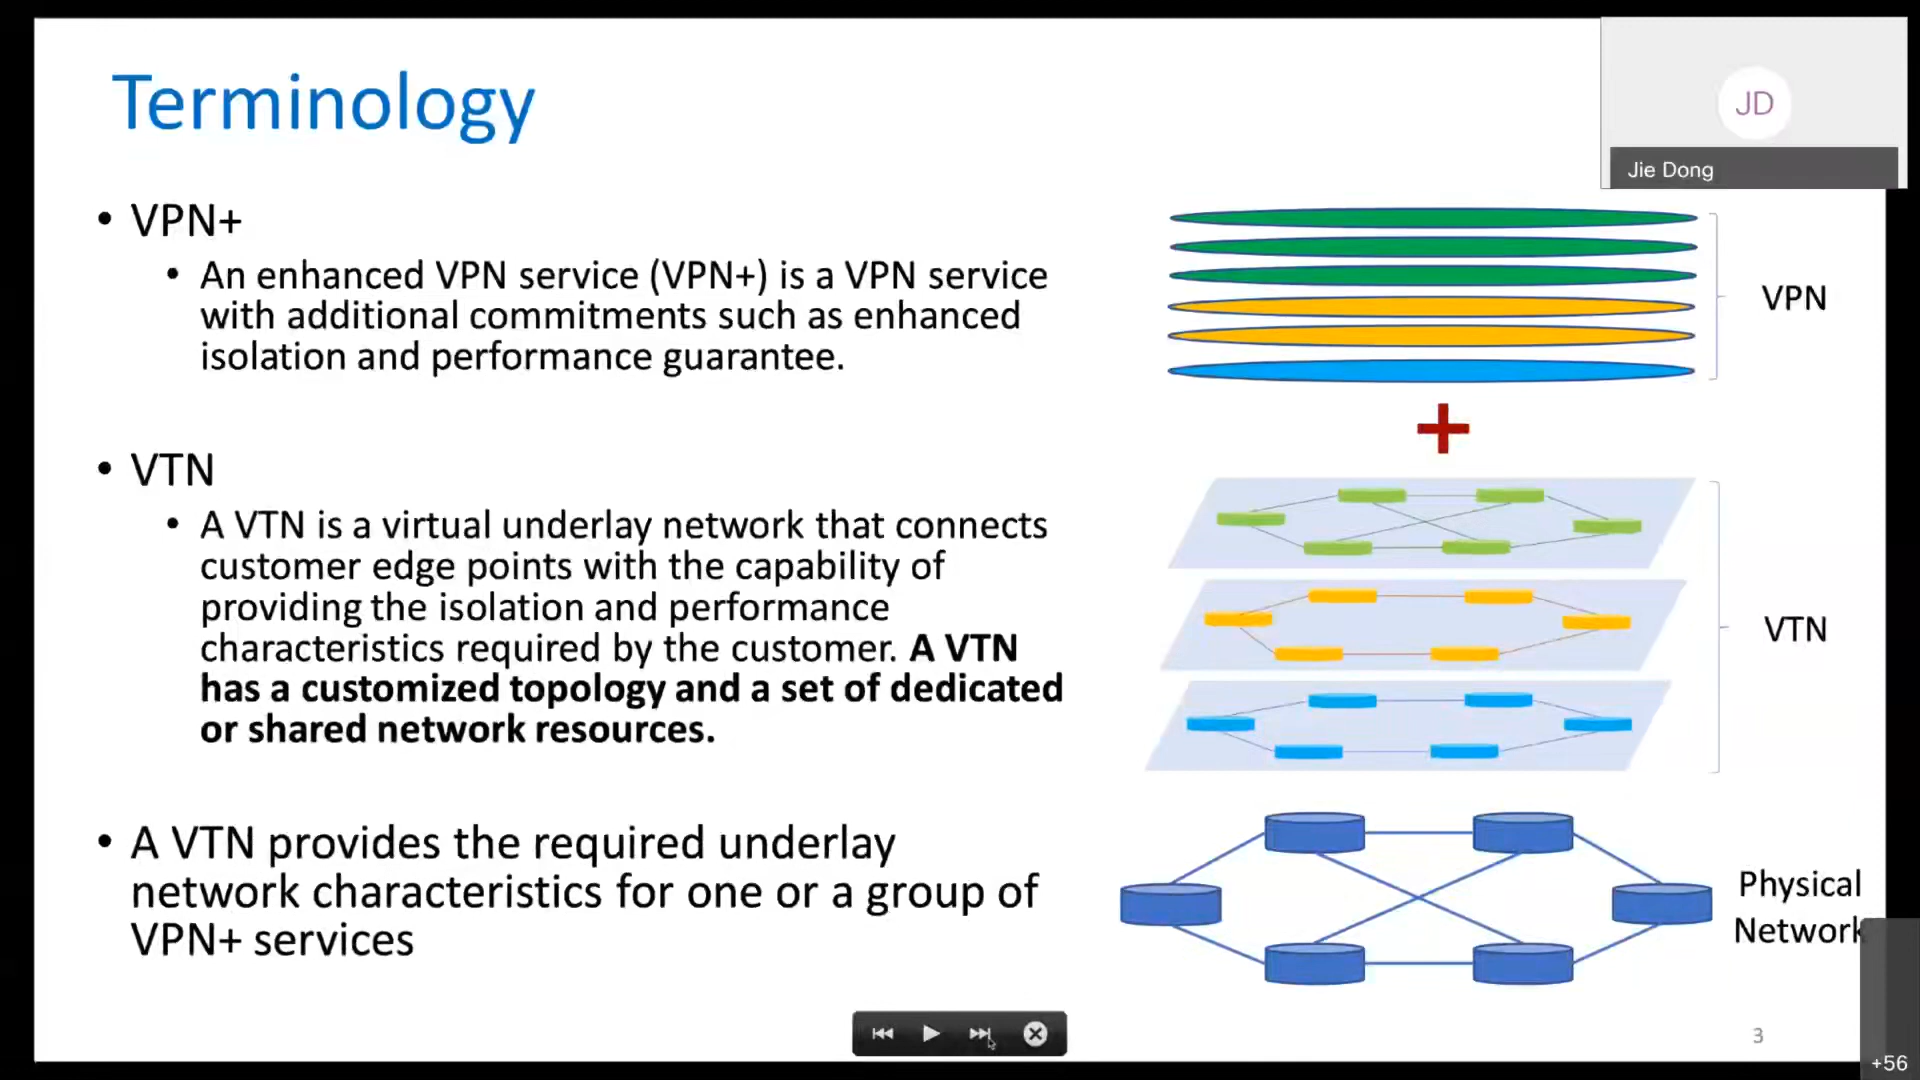 Terminology
JD
Jie Dong
• VPN+
• An enhanced VPN service (VPN+) is a VPN service
with additional commitments such as enhanced
isolation and performance guarantee.
• VTN
• A VTN is a virtual underlay network that connects
customer edge points with the capability of
providing the isolation and performance
characteristics required by the customer. A VTN
has a customized topology and a set of dedicated
or shared network resources.
• A VTN provides the required underlay
network characteristics for one or a group of
VPN+ services
VPN
VTN
Physical
Network
3
+56